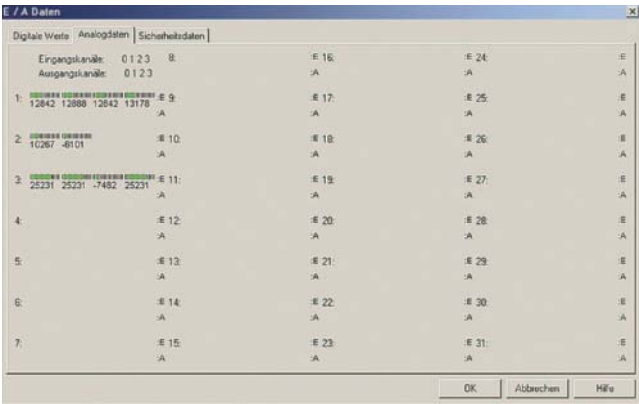 E / A Daten
Digitale Werte Analogdaten Sicherheitsdaten
Eingangskanäle: 0 1 2 3 8: :E 16: :E 24: :E
Ausgangskanäle: 0 1 2 3 :A :A :A
1: :E 9: :E 17: :E 25: :E
12842 12888 12842 13178 :A :A :A :A
2: :E 10: :E 18: :E 26: :E
10267 -6101 :A :A :A :A
3: :E 11: :E 19: :E 27: :E
25231 25231 -7482 25231 :A :A :A :A
4: :E 12: :E 20: :E 28: :E
:A :A :A :A
5: :E 13: :E 21: :E 29: :E
:A :A :A :A
6: :E 14: :E 22: :E 30: :E
:A :A :A :A
7: :E 15: :E 23: :E 31: :E
:A :A :A :A
OK Abbrechen Hilfe